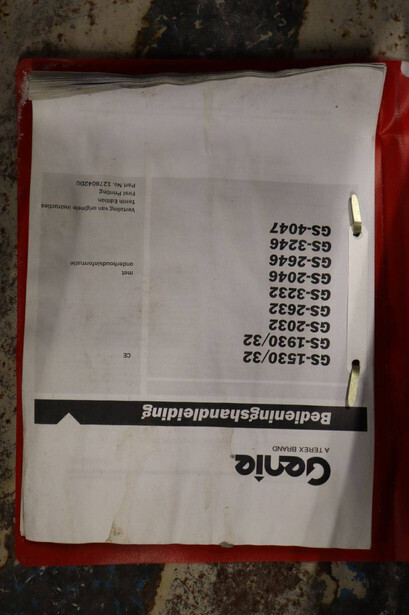 Genie
A TEREX BRAND
Bedieningshandleiding
CE
GS-1530/32
GS-1930/32
GS-2032
GS-2632
GS-3232
GS-2046
GS-2646
GS-3246
GS-4047
met
onderhoudsinformatie
Vertaling van originele instructies
Tenth Edition
First Printing
Part No. 1278042DU